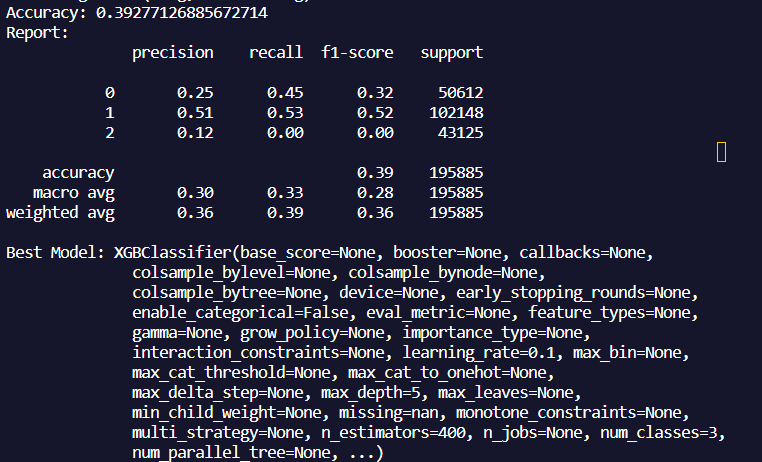 Accuracy: 0.39277126885672714
Report:
precision recall f1-score support
0 0.25 0.45 0.32 50612
1 0.51 0.53 0.52 102148
2 0.12 0.00 0.00 43125
accuracy 0.39 195885
macro avg 0.30 0.33 0.28 195885
weighted avg 0.36 0.39 0.36 195885
Best Model: XGBClassifier(base_score=None, booster=None, callbacks=None,
colsample_bylevel=None, colsample_bynode=None,
colsample_bytree=None, device=None, early_stopping_rounds=None,
enable_categorical=False, eval_metric=None, feature_types=None,
gamma=None, grow_policy=None, importance_type=None,
interaction_constraints=None, learning_rate=0.1, max_bin=None,
max_cat_threshold=None, max_cat_to_onehot=None,
max_delta_step=None, max_depth=5, max_leaves=None,
min_child_weight=None, missing=nan, monotone_constraints=None,
multi_strategy=None, n_estimators=400, n_jobs=None, num_classes=3,
num_parallel_tree=None, ...)